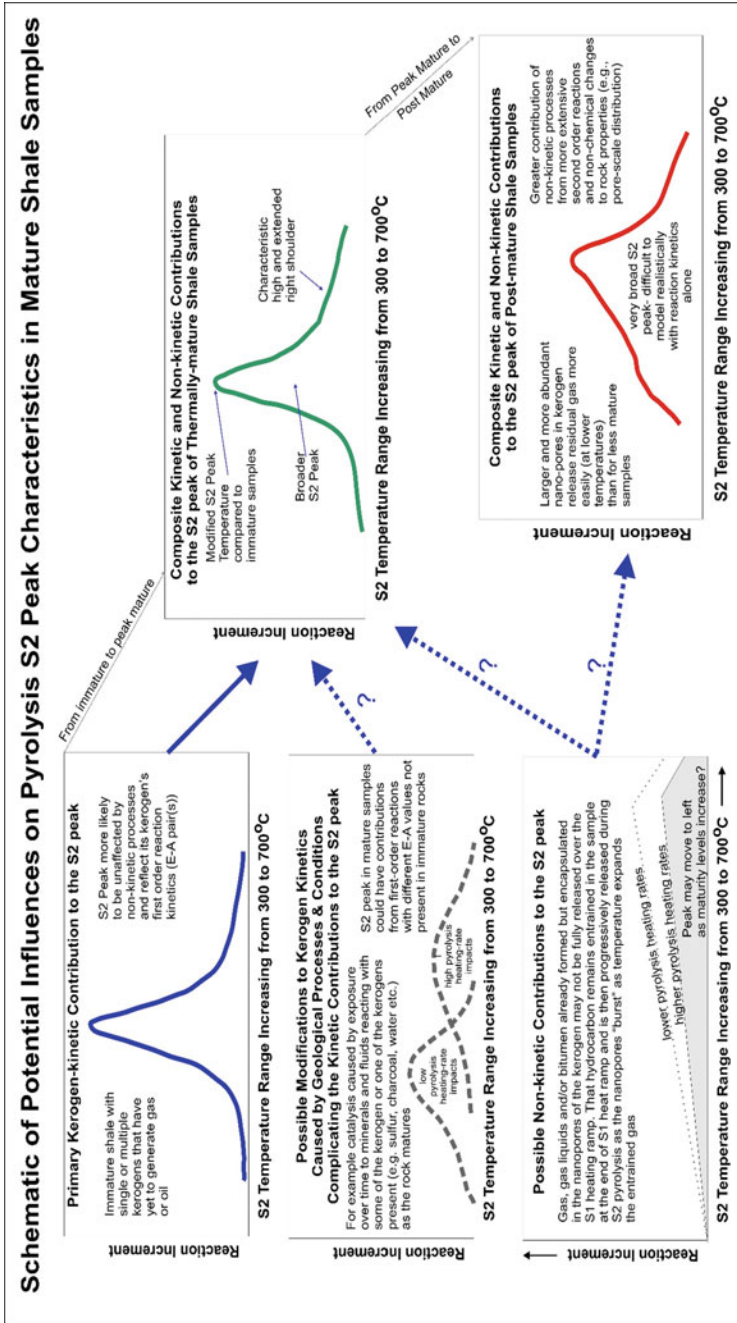 Schematic of Potential Influences on Pyrolysis S2 Peak Characteristics in Mature Shale Samples
Primary Kerogen-kinetic Contribution to the S2 peak
Immature shale with
single or multiple
kerogens that have
yet to generate gas
or oil
S2 Peak more likely
to be unaffected by
non-kinetic processes
and reflect its kerogen's
first order reaction
kinetics (E-A pair(s))
Reaction Increment
S2 Temperature Range Increasing from 300 to 700°C
From immature to peak mature
Possible Modifications to Kerogen Kinetics
Caused by Geological Processes & Conditions
Complicating the Kinetic Contributions to the S2 peak
For example catalysis caused by exposure
over time to minerals and fluids reacting with
some of the kerogen or one of the kerogens
present (e.g. sulfur, charcoal, water etc.)
as the rock matures
S2 peak in mature samples
could have contributions
from first-order reactions
with different E-A values not
present in immature rocks
low
pyrolysis
heating-rate
impacts
high pyrolysis
heating-rate
impacts
Reaction Increment
S2 Temperature Range Increasing from 300 to 700°C
Possible Non-kinetic Contributions to the S2 peak
Gas, gas liquids and/or bitumen already formed but encapsulated
in the nanopores of the kerogen may not be fully released over the
S1 heating ramp. That hydrocarbon remains entrained in the sample
at the end of S1 heat ramp and is then progressively released during
S2 pyrolysis as the nanopores "burst" as temperature expands
the entrained gas
lower pyrolysis heating rates
higher pyrolysis heating rates
Peak may move to left
as maturity levels increase?
Reaction Increment
S2 Temperature Range Increasing from 300 to 700°C
?
?
?
Composite Kinetic and Non-kinetic Contributions
to the S2 peak of Thermally-mature Shale Samples
Modified S2 Peak
Temperature
compared to
immature samples
Broader
S2 Peak
Characteristic
high and extended
right shoulder
Reaction Increment
S2 Temperature Range Increasing from 300 to 700°C
From Peak Mature to
Post Mature
Composite Kinetic and Non-kinetic Contributions
to the S2 peak of Post-mature Shale Samples
Larger and more abundant
nano-pores in kerogen
release residual gas more
easily (at lower
temperatures)
than for less mature
samples
Greater contribution of
non-kinetic processes
from more extensive
second order reactions
and non-chemical changes
to rock properties (e.g.,
pore-scale distribution)
very broad S2
peak- difficult to
model realistically
with reaction kinetics
alone
Reaction Increment
S2 Temperature Range Increasing from 300 to 700°C